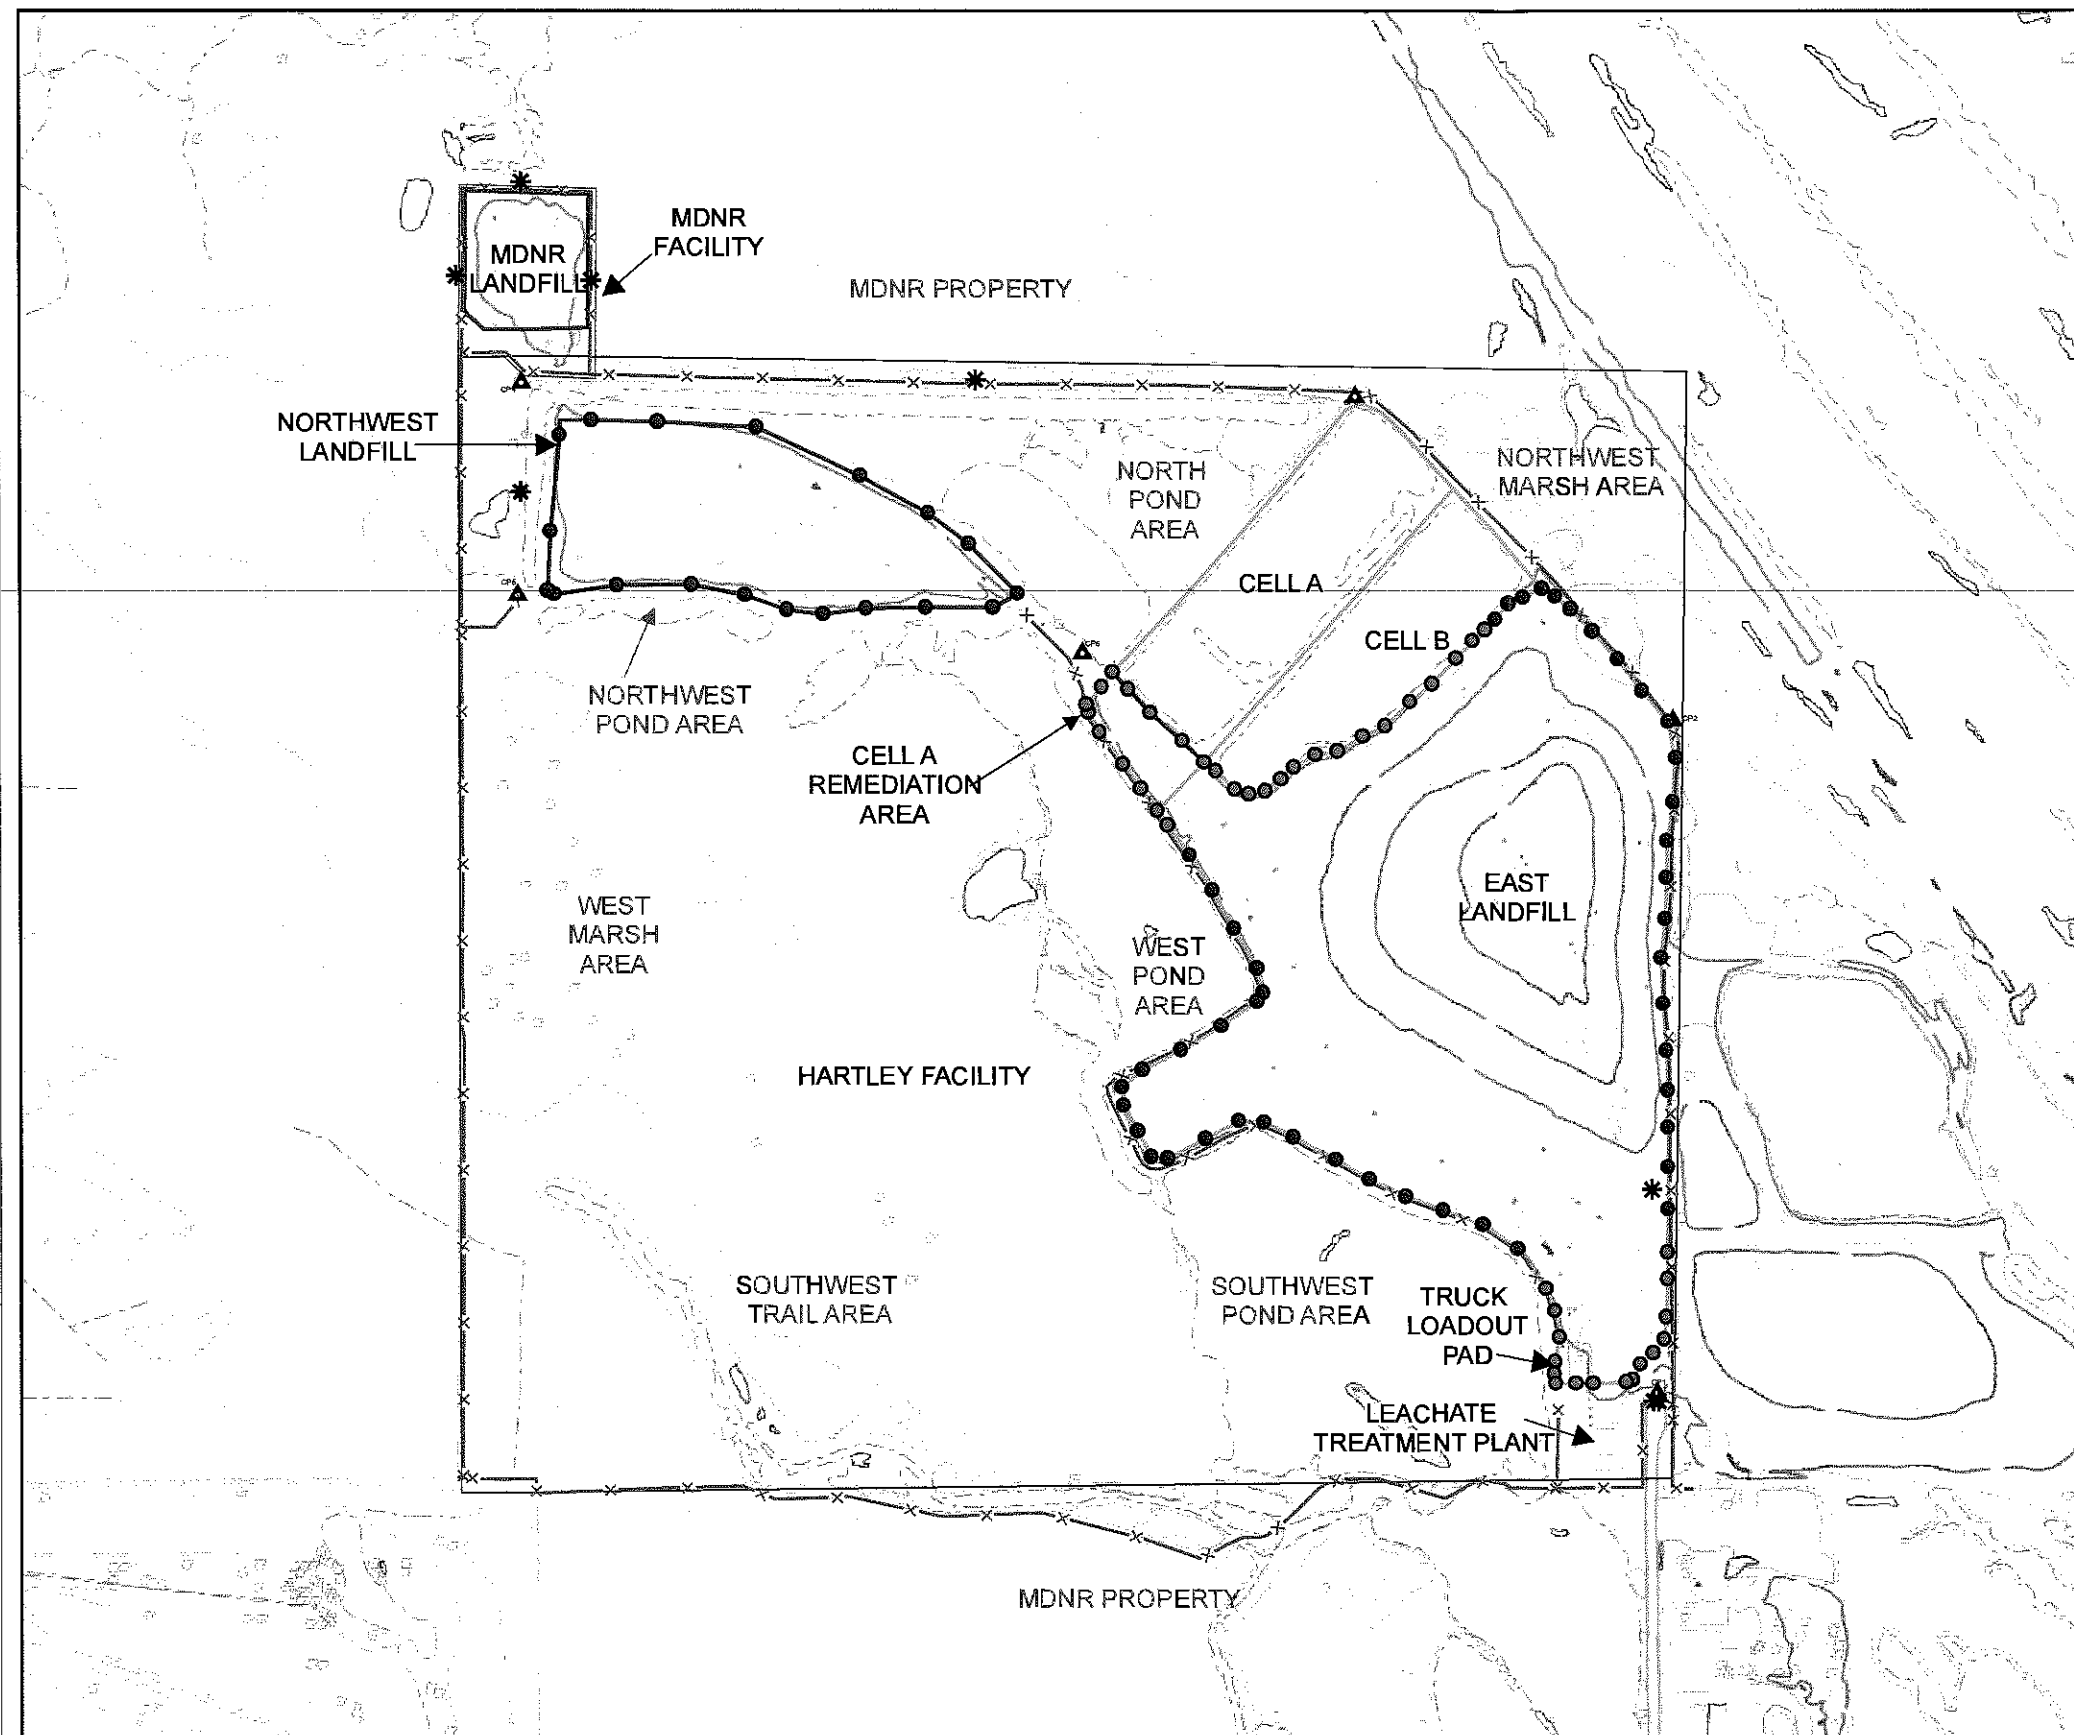 MDNR
FACILITY
MDNR
LANDFILL
MDNR PROPERTY
NORTHWEST
LANDFILL
NORTH
POND
AREA
NORTHWEST
MARSH AREA
CELL A
CELL B
CP6
CP2
NORTHWEST
POND AREA
CELL A
REMEDIATION
AREA
EAST
LANDFILL
WEST
MARSH
AREA
WEST
POND
AREA
HARTLEY FACILITY
SOUTHWEST
TRAIL AREA
SOUTHWEST
POND AREA
TRUCK
LOADOUT
PAD
LEACHATE
TREATMENT PLANT
MDNR PROPERTY